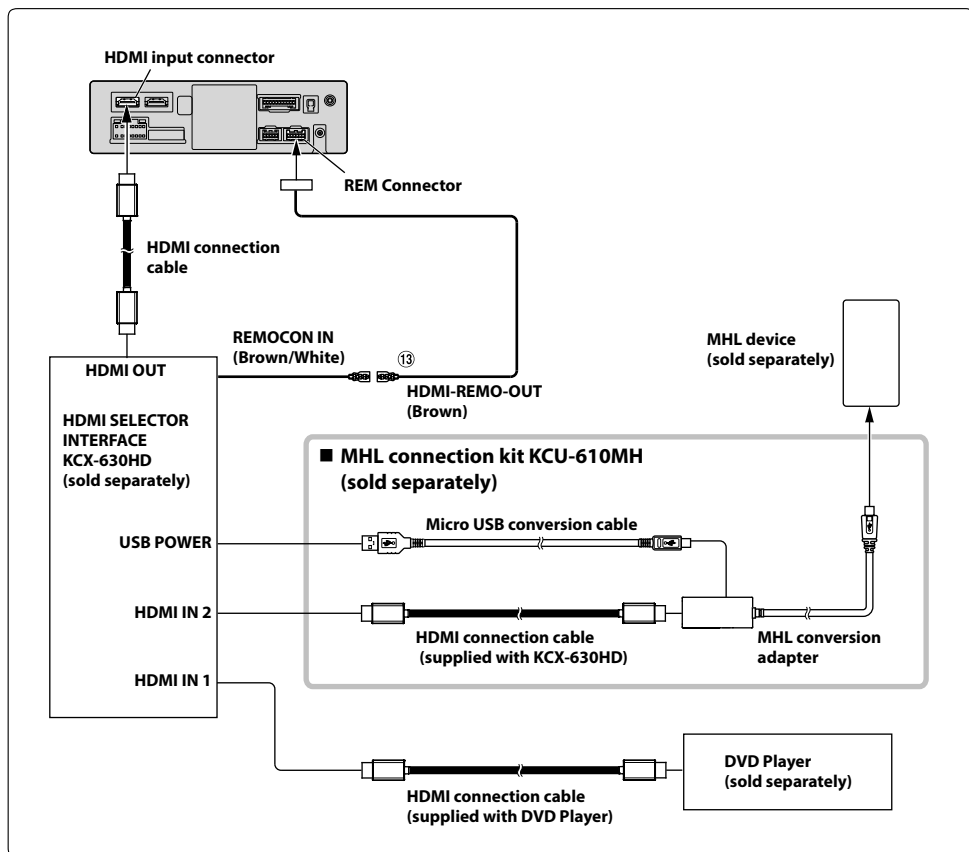 HDMI input connector
REM Connector
HDMI connection
cable
REMOCON IN
(Brown/White)
⑬
HDMI-REMO-OUT
(Brown)
MHL device
(sold separately)
HDMI OUT
HDMI SELECTOR
INTERFACE
KCX-630HD
(sold separately)
■ MHL connection kit KCU-610MH
(sold separately)
Micro USB conversion cable
USB POWER
HDMI IN 2
HDMI connection cable
(supplied with KCX-630HD)
MHL conversion
adapter
HDMI IN 1
DVD Player
(sold separately)
HDMI connection cable
(supplied with DVD Player)